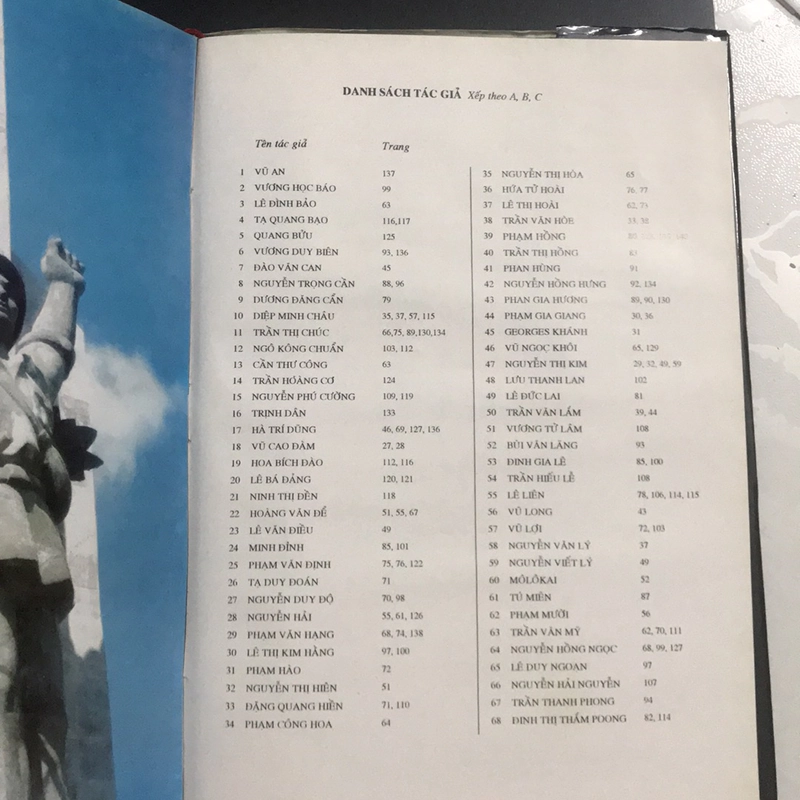 DANH SÁCH TÁC GIẢ Xếp theo A, B, C
Tên tác giả Trang
1 VŨ AN 137
2 VƯƠNG HỌC BÁO 99
3 LÊ ĐÌNH BẢO 63
4 TẠ QUANG BẠO 116,117
5 QUANG BỬU 125
6 VƯƠNG DUY BIÊN 93, 136
7 ĐÀO VĂN CAN 45
8 NGUYỄN TRỌNG CẦN 88, 96
9 DƯƠNG ĐĂNG CẨN 79
10 DIỆP MINH CHÂU 35, 37, 57, 115
11 TRẦN THỊ CHÚC 66,75, 89,130,134
12 NGÔ KÔNG CHUẨN 103, 112
13 CẦN THƯ CÔNG 63
14 TRẦN HOÀNG CƠ 124
15 NGUYỄN PHÚ CƯỜNG 109, 119
16 TRỊNH DÂN 133
17 HÀ TRÍ DŨNG 46, 69, 127, 136
18 VŨ CAO ĐÀM 27, 28
19 HOA BÍCH ĐÀO 112, 116
20 LÊ BÁ ĐẢNG 120, 121
21 NINH THỊ ĐỀN 118
22 HOÀNG VĂN ĐỂ 51, 55, 67
23 LÊ VĂN ĐIỀU 49
24 MINH ĐỈNH 85, 101
25 PHẠM VĂN ĐỊNH 75, 76, 122
26 TẠ DUY ĐOÁN 71
27 NGUYỄN DUY ĐỘ 70, 98
28 NGUYỄN HẢI 55, 61, 126
29 PHẠM VĂN HẠNG 68, 74, 138
30 LÊ THỊ KIM HẰNG 97, 100
31 PHẠM HÀO 72
32 NGUYỄN THỊ HIÊN 51
33 ĐẶNG QUANG HIỀN 71, 110
34 PHẠM CÔNG HOA 64
35 NGUYỄN THỊ HÒA 65
36 HỨA TỬ HOÀI 76, 77
37 LÊ THỊ HOÀI 62, 73
38 TRẦN VĂN HÒE
39 PHẠM HỒNG
40 TRẦN THỊ HỒNG
41 PHAN HÙNG 91
42 NGUYỄN HỒNG HƯNG 92, 134
43 PHAN GIA HƯƠNG 89, 90, 130
44 PHẠM GIA GIANG 30, 36
45 GEORGES KHÁNH 31
46 VŨ NGỌC KHÔI 65, 129
47 NGUYỄN THỊ KIM 29, 32, 49, 59
48 LƯU THANH LAN 102
49 LÊ ĐỨC LAI 81
50 TRẦN VĂN LẮM 39, 44
51 VƯƠNG TỬ LÂM 108
52 BÙI VĂN LĂNG 93
53 ĐINH GIA LÊ 85, 100
54 TRẦN HIẾU LỄ 108
55 LÊ LIÊN 78, 106, 114, 115
56 VŨ LONG 43
57 VŨ LỢI 72, 103
58 NGUYỄN VĂN LÝ 37
59 NGUYỄN VIẾT LÝ 49
60 MÔLÔKAI 52
61 TÚ MIÊN 87
62 PHẠM MƯỜI 56
63 TRẦN VĂN MỸ 62, 70, 111
64 NGUYỄN HỒNG NGỌC 68, 99, 127
65 LÊ DUY NGOAN 97
66 NGUYỄN HẢI NGUYỄN 107
67 TRẦN THANH PHONG 94
68 ĐINH THỊ THẮM POONG 82, 114